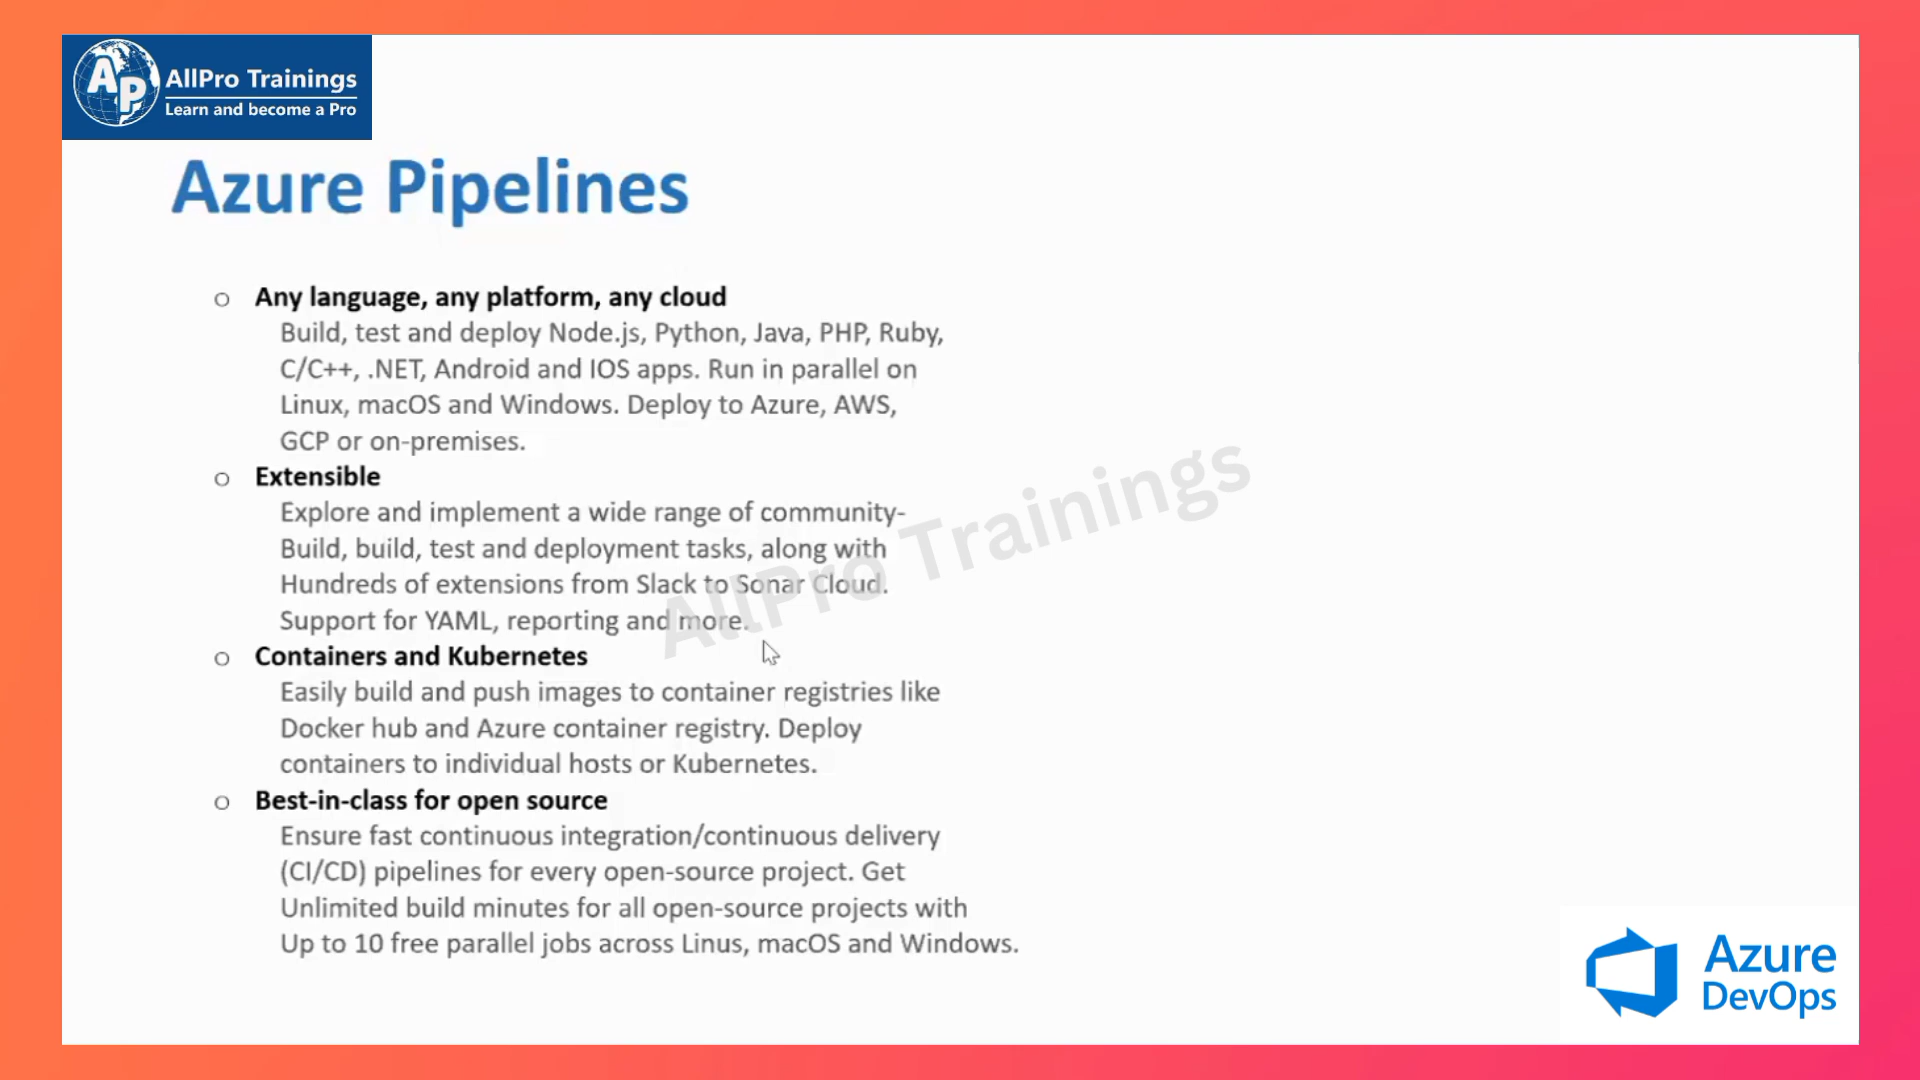 AP
AllPro Trainings
Learn and become a Pro
Azure Pipelines
o Any language, any platform, any cloud
Build, test and deploy Node.js, Python, Java, PHP, Ruby,
C/C++, .NET, Android and IOS apps. Run in parallel on
Linux, macOS and Windows. Deploy to Azure, AWS,
GCP or on-premises.
o Extensible
Explore and implement a wide range of community-
Build, build, test and deployment tasks, along with
Hundreds of extensions from Slack to Sonar Cloud.
Support for YAML, reporting and more.
o Containers and Kubernetes
Easily build and push images to container registries like
Docker hub and Azure container registry. Deploy
containers to individual hosts or Kubernetes.
o Best-in-class for open source
Ensure fast continuous integration/continuous delivery
(CI/CD) pipelines for every open-source project. Get
Unlimited build minutes for all open-source projects with
Up to 10 free parallel jobs across Linus, macOS and Windows.
AllPro Trainings
Azure
DevOps